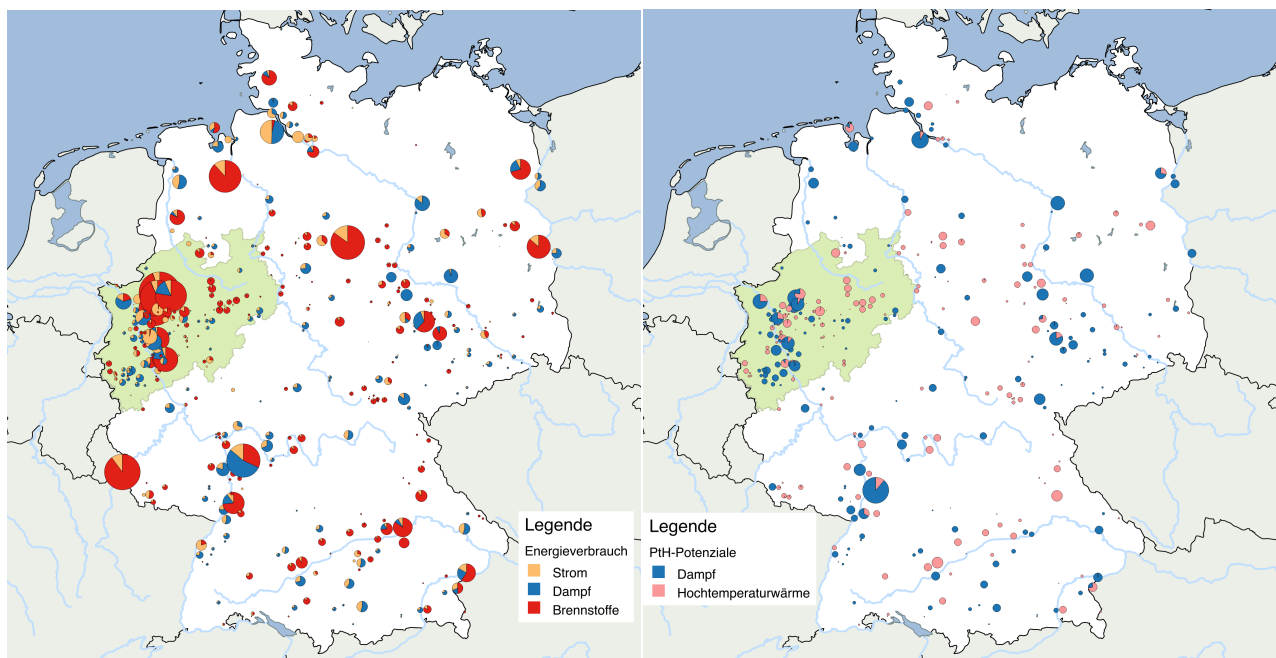 Legende
Energieverbrauch
Strom
Dampf
Brennstoffe
Legende
PtH-Potenziale
Dampf
Hochtemperaturwärme